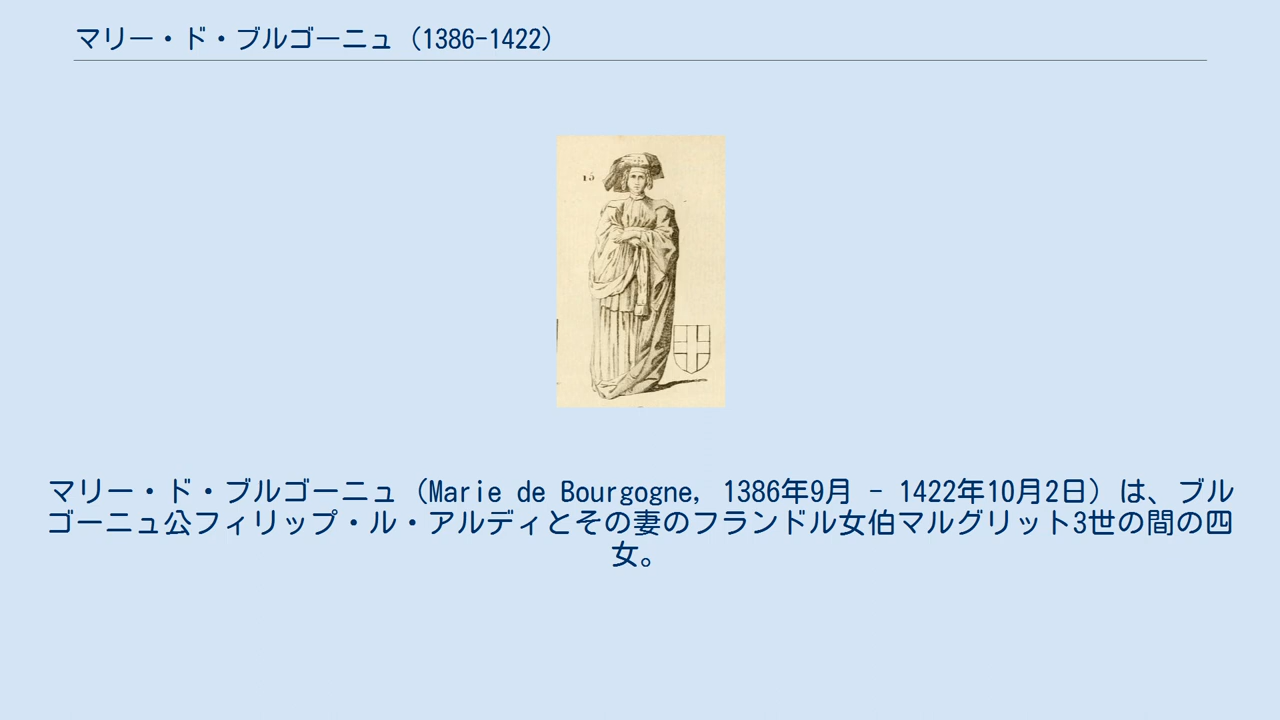 マリー・ド・ブルゴーニュ（1386-1422）
15
マリー・ド・ブルゴーニュ（Marie de Bourgogne, 1386年9月 - 1422年10月2日）は、ブル
ゴーニュ公フィリップ・ル・アルディとその妻のフランドル女伯マルグリット3世の間の四
女。